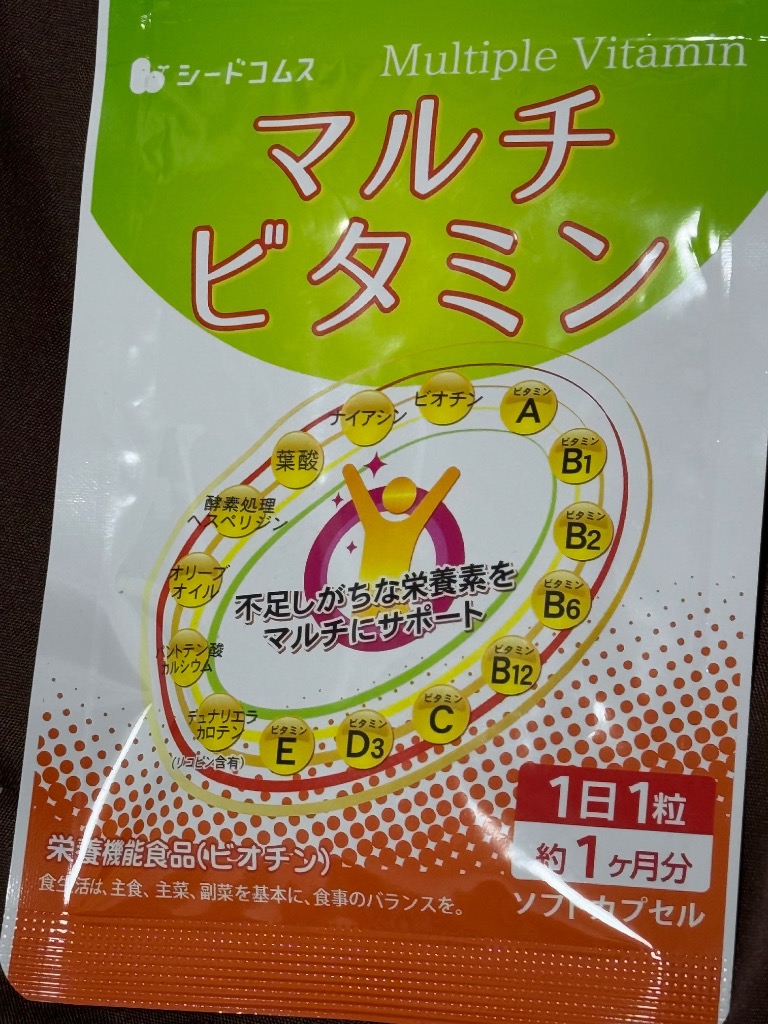 シードコムス
Multiple Vitamin
マルチ
ビタミン
ビオチン
ナイアシン
葉酸
酵素処理
ヘスペリジン
オリーブ
オイル
パントテン酸
カルシウム
デュナリエラ
カロテン
(リコピン含有)
ビタミン
A
ビタミン
B1
ビタミン
B2
ビタミン
B6
ビタミン
B12
ビタミン
C
ビタミン
D3
ビタミン
E
不足しがちな栄養素を
マルチにサポート
1日1粒
約1ヶ月分
ソフトカプセル
栄養機能食品(ビオチン)
食生活は、主食、主菜、副菜を基本に、食事のバランスを。